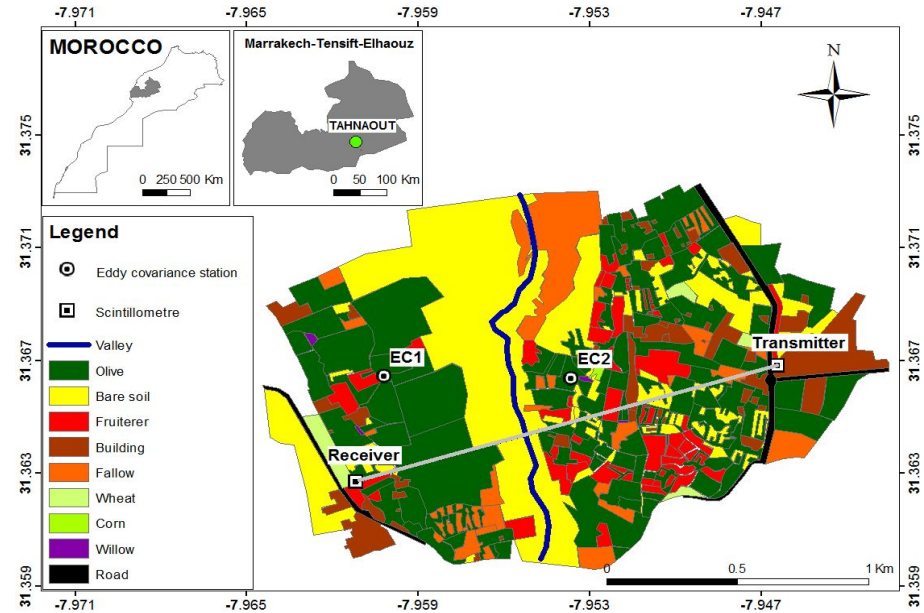 -7.971 -7.965 -7.959 -7.953 -7.947
MOROCCO
0 250 500 Km
Marrakech-Tensift-Elhaouz
TAHNAOUT
0 50 100 Km
N
31.375 31.375
31.371 31.371
31.367 31.367
31.363 31.363
31.359 31.359
Legend
Eddy covariance station
Scintillometre
Valley
Olive
Bare soil
Fruiterer
Building
Fallow
Wheat
Corn
Willow
Road
EC1
EC2
Transmitter
Receiver
0 0.5 1 Km
-7.971 -7.965 -7.959 -7.953 -7.947